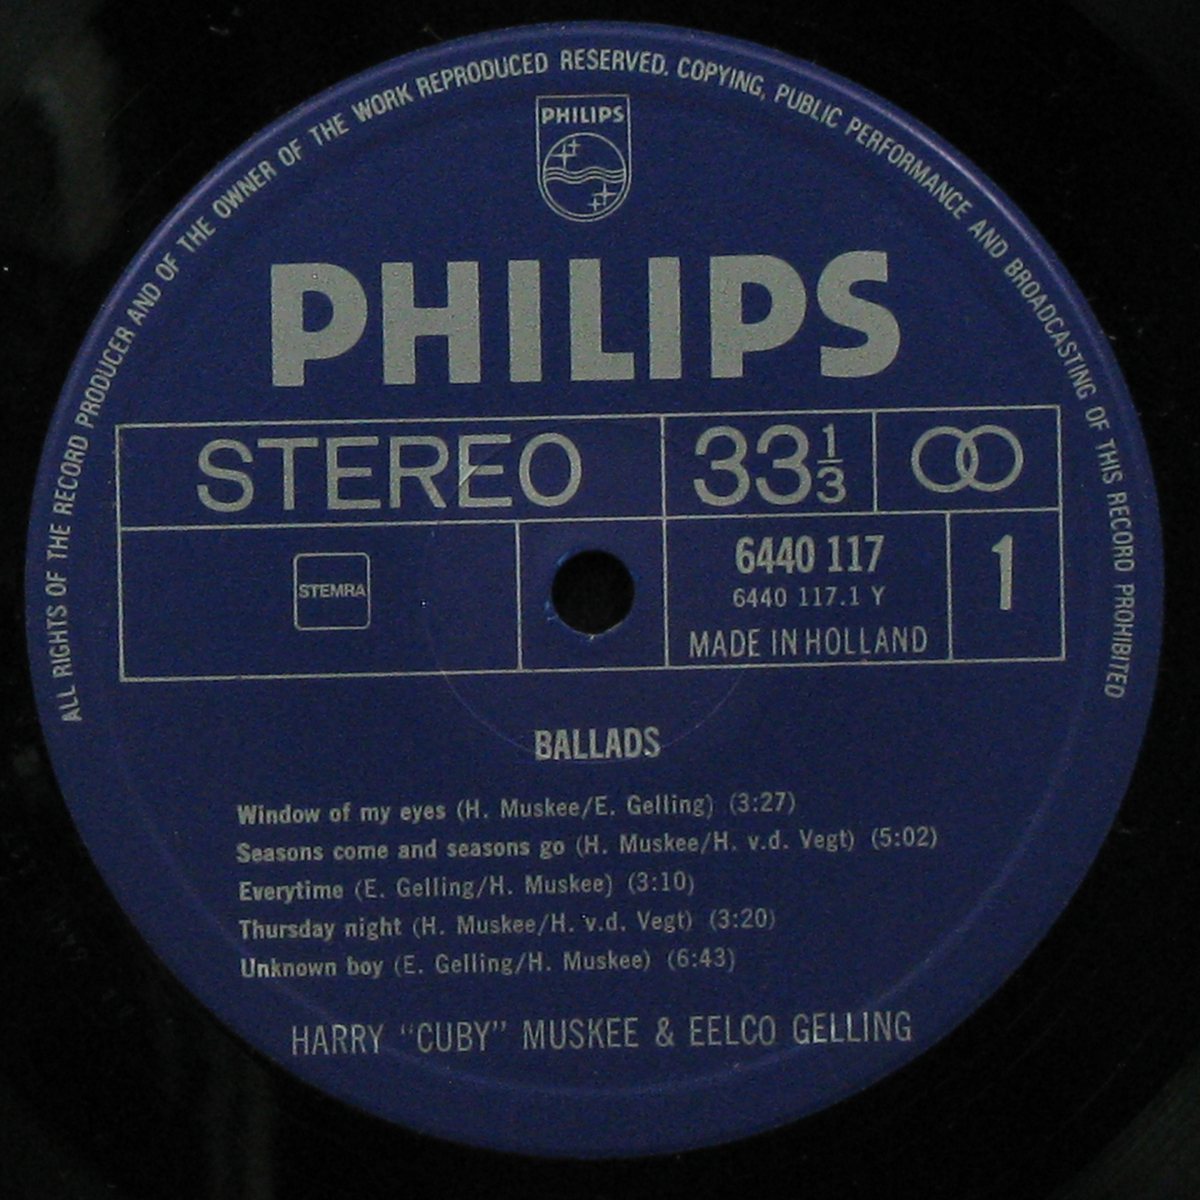 ALL RIGHTS OF THE RECORD PRODUCER AND OF THE OWNER OF THE WORK REPRODUCED RESERVED. COPYING, PUBLIC PERFORMANCE AND BROADCASTING OF THIS RECORD PROHIBITED
PHILIPS
PHILIPS
STEREO
33 1/3
STEMRA
6440 117
6440 117.1 Y
MADE IN HOLLAND
1
BALLADS
Window of my eyes (H. Muskee/E. Gelling) (3:27)
Seasons come and seasons go (H. Muskee/H. v.d. Vegt) (5:02)
Everytime (E. Gelling/H. Muskee) (3:10)
Thursday night (H. Muskee/H. v.d. Vegt) (3:20)
Unknown boy (E. Gelling/H. Muskee) (6:43)
HARRY "CUBY" MUSKEE & EELCO GELLING